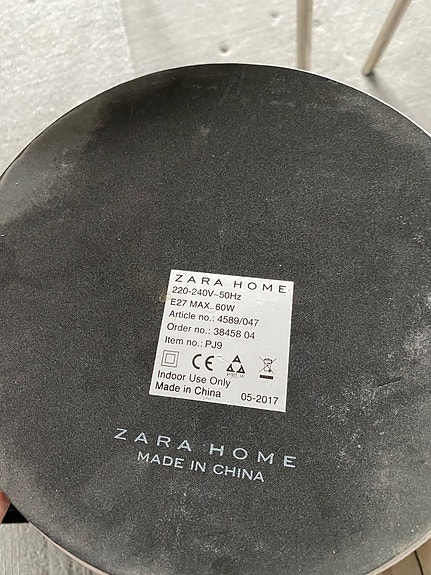 ZARA HOME
220-240V~50Hz
E27 MAX. 60W
Article no.: 4589/047
Order no.: 38458 04
Item no.: PJ9
CE
Indoor Use Only
Made in China 05-2017
ZARA HOME
MADE IN CHINA